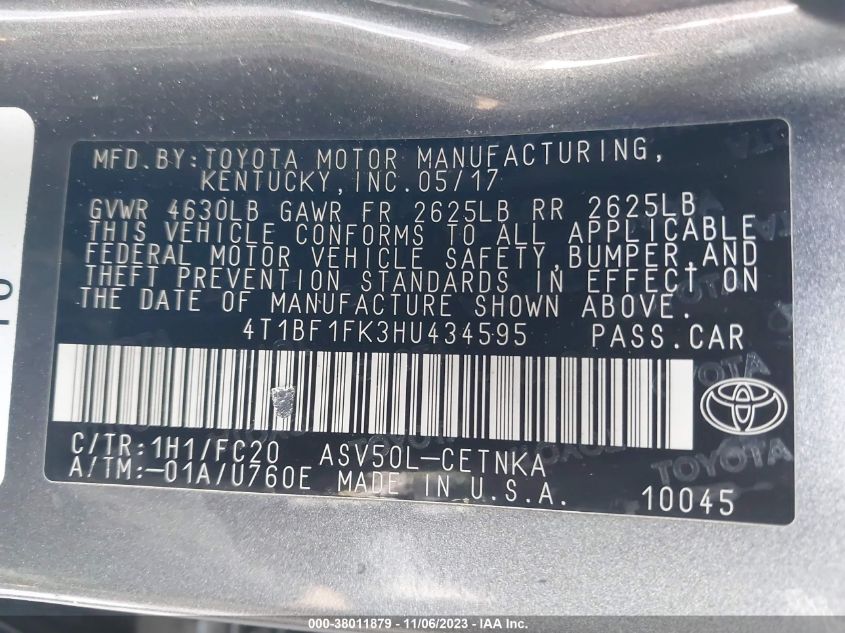 MFD.BY:TOYOTA MOTOR MANUFACTURING,
KENTUCKY,INC.05/17
GVWR 4630LB GAWR FR 2625LB RR 2625LB
THIS VEHICLE CONFORMS TO ALL APPLICABLE
FEDERAL MOTOR VEHICLE SAFETY,BUMPER,AND
THEFT PREVENTION STANDARDS IN EFFECT ON
THE DATE OF MANUFACTURE SHOWN ABOVE.
4T1BF1FK3HU434595 PASS.CAR
C/TR:1H1/FC20 ASV50L-CETNKA
A/TM:-01A/U760E MADE IN U.S.A. 10045
TOYOTA
000-38011879 - 11/06/2023 - IAA Inc.